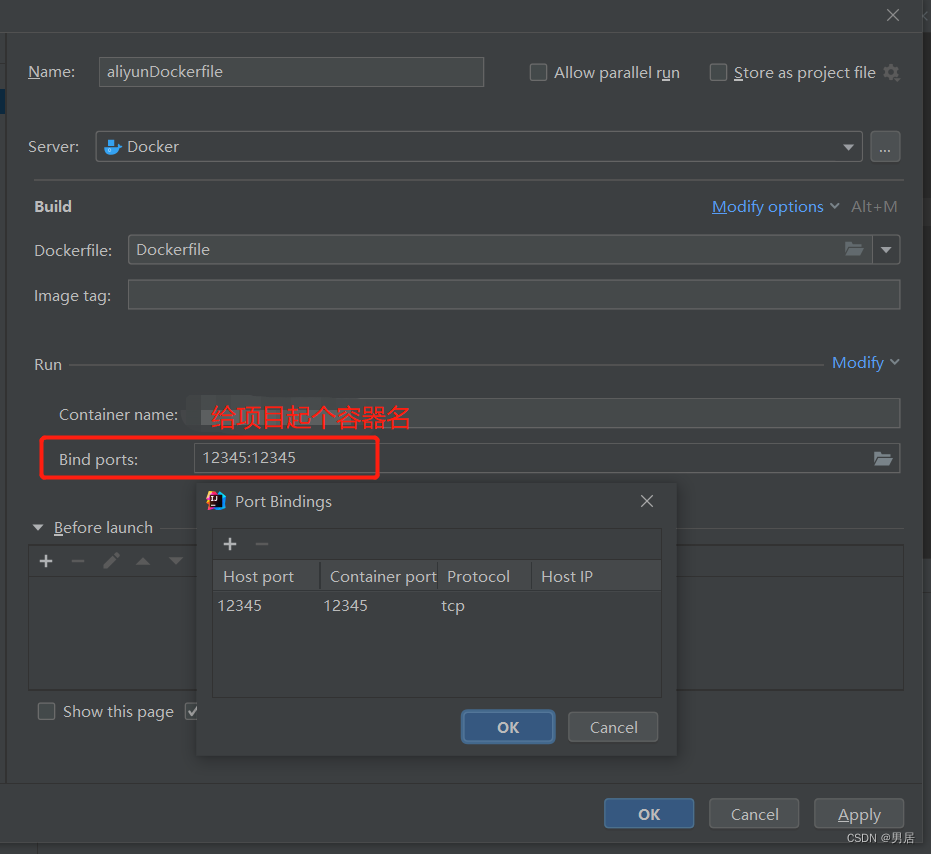 Name: aliyunDockerfile Allow parallel run Store as project file
Server: Docker ...
Build Modify options Alt+M
Dockerfile: Dockerfile
Image tag:
Run Modify
Container name: 给项目起个容器名
Bind ports: 12345:12345
Port Bindings
Before launch
Host port Container port Protocol Host IP
12345 12345 tcp
Show this page
OK Cancel
OK Cancel Apply
CSDN @男居